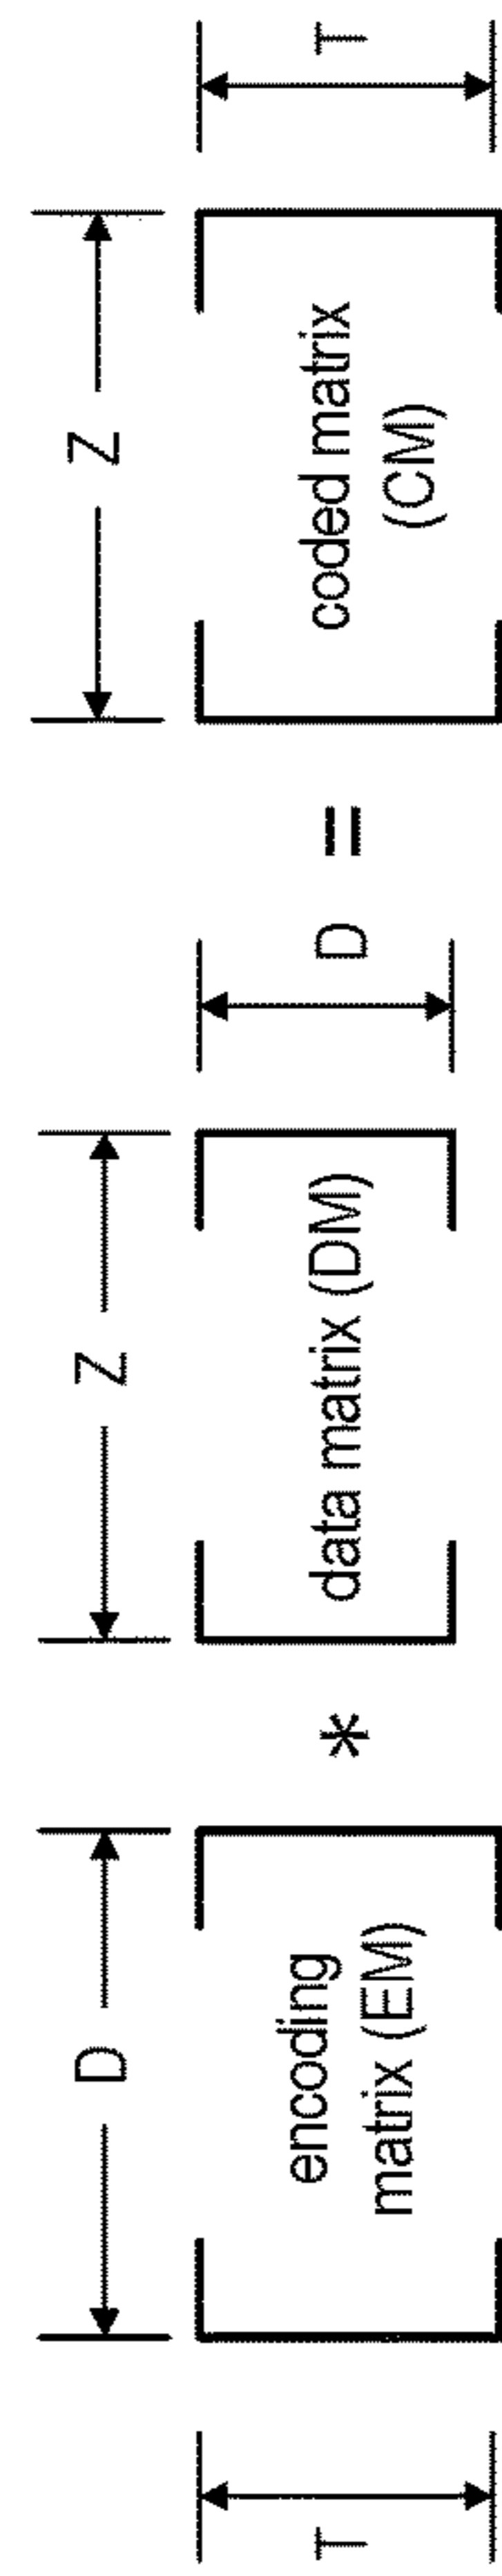 D
T
encoding
matrix (EM)
*
Z
data matrix (DM)
D
=
Z
coded matrix
(CM)
T